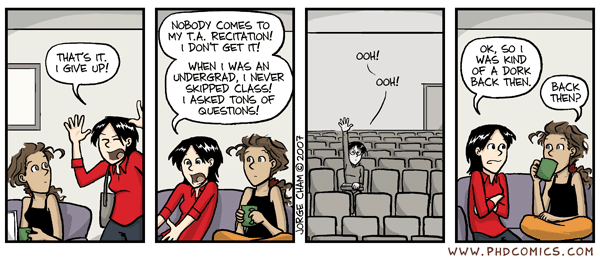 THAT'S IT.
I GIVE UP!
NOBODY COMES TO
MY T.A. RECITATION!
I DON'T GET IT!
WHEN I WAS AN
UNDERGRAD, I NEVER
SKIPPED CLASS!
I ASKED TONS OF
QUESTIONS!
JORGE CHAM © 2007
OOH!
OOH!
OK, SO I
WAS KIND
OF A DORK
BACK THEN.
BACK
THEN?
WWW.PHDCOMICS.COM